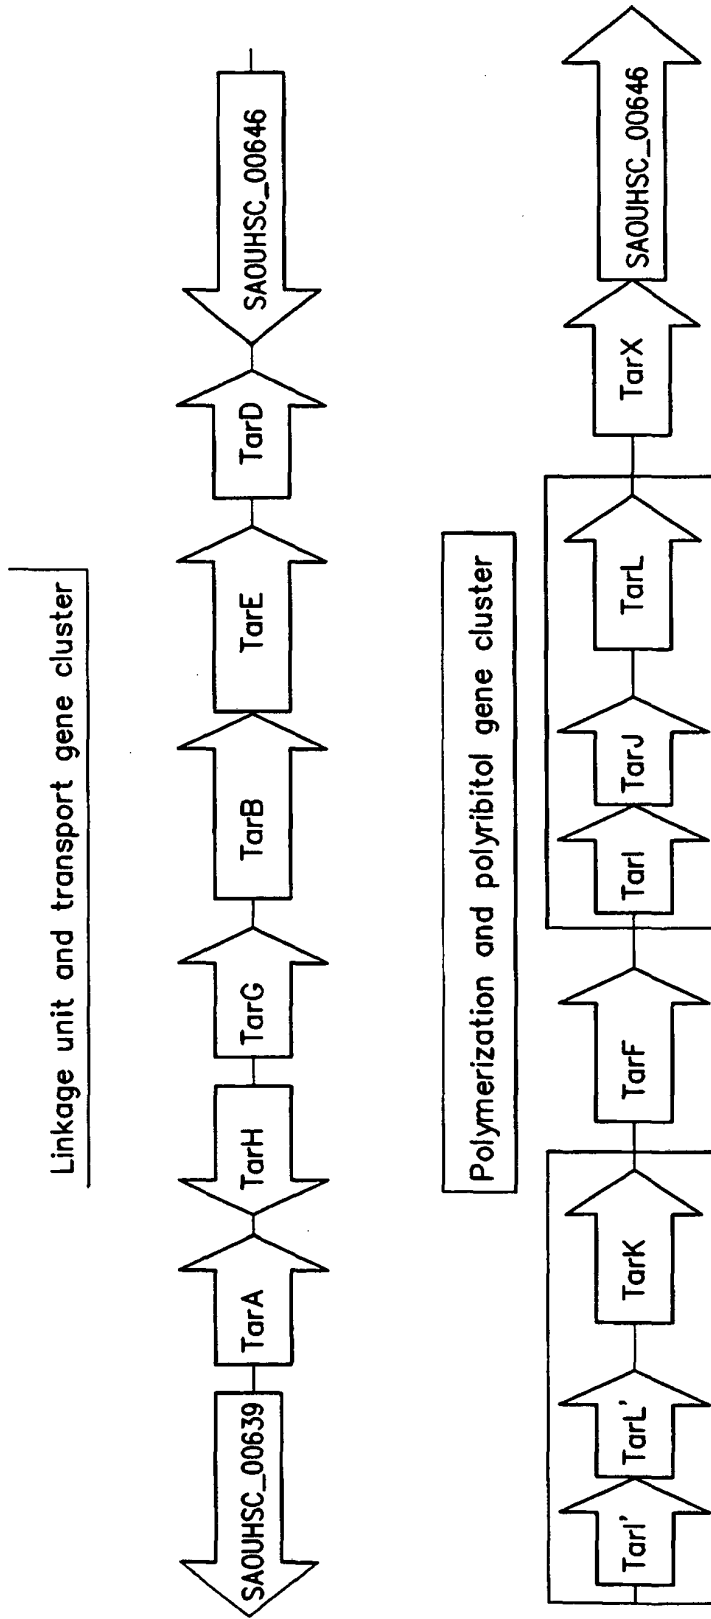 Linkage unit and transport gene cluster
SAOUHSC_00639
TarA
TarH
TarG
TarB
TarE
TarD
SAOUHSC_00646
Polymerization and polyribitol gene cluster
TarI'
TarL'
TarK
TarF
TarI
TarJ
TarL
TarX
SAOUHSC_00646